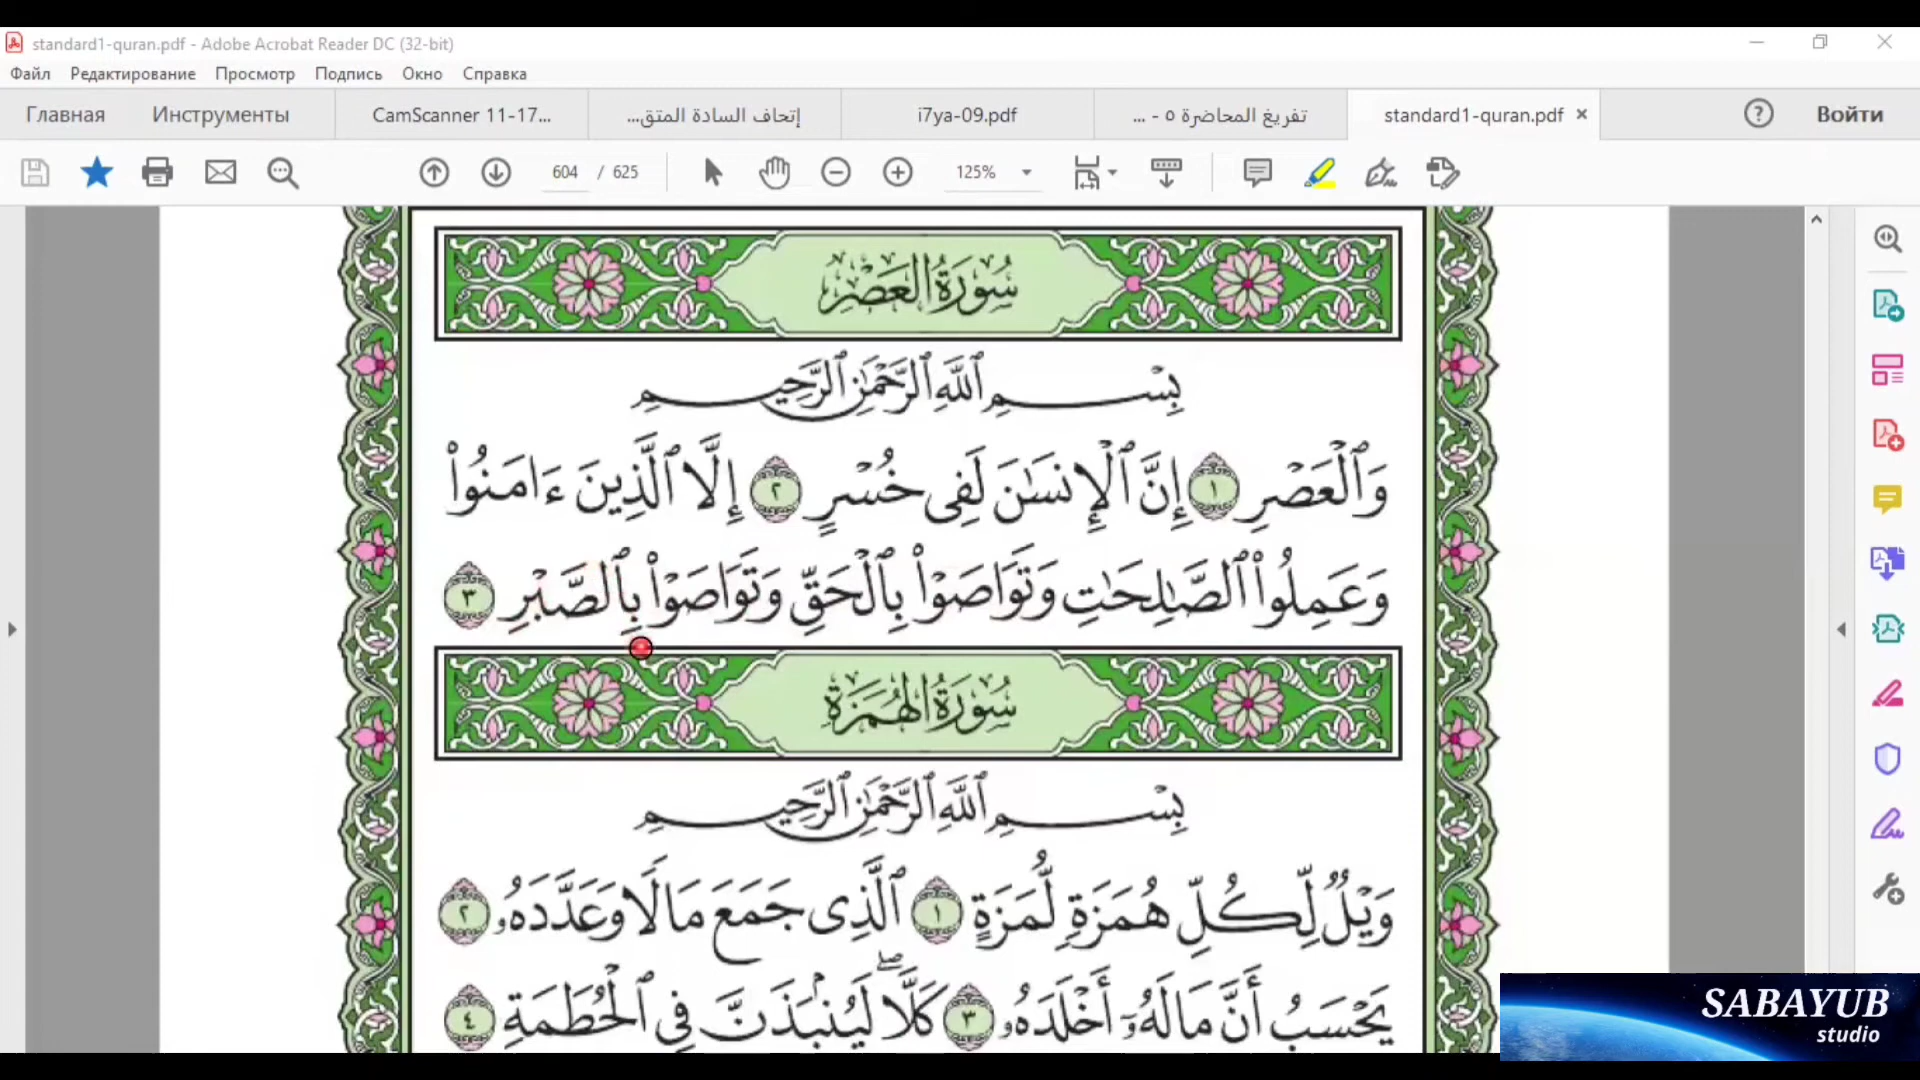 standard1-quran.pdf - Adobe Acrobat Reader DC (32-bit)
Файл Редактирование Просмотр Подпись Окно Справка
Главная Инструменты CamScanner 11-17... إتحاف السادة المتق... i7ya-09.pdf تفريغ المحاضرة ٥ - ... standard1-quran.pdf × Войти
604 / 625 125%
سُورَةُ العَصْرِ
بِسْمِ ٱللَّهِ ٱلرَّحْمَٰنِ ٱلرَّحِيمِ
وَٱلْعَصْرِ ١ إِنَّ ٱلْإِنسَٰنَ لَفِى خُسْرٍ ٢ إِلَّا ٱلَّذِينَ ءَامَنُوا۟
وَعَمِلُوا۟ ٱلصَّٰلِحَٰتِ وَتَوَاصَوْا۟ بِٱلْحَقِّ وَتَوَاصَوْا۟ بِٱلصَّبْرِ ٣
سُورَةُ الهُمَزَةِ
بِسْمِ ٱللَّهِ ٱلرَّحْمَٰنِ ٱلرَّحِيمِ
وَيْلٌ لِّكُلِّ هُمَزَةٍ لُّمَزَةٍ ١ ٱلَّذِى جَمَعَ مَالًا وَعَدَّدَهُۥ ٢
يَحْسَبُ أَنَّ مَالَهُۥٓ أَخْلَدَهُۥ ٣ كَلَّا ۖ لَيُنۢبَذَنَّ فِى ٱلْحُطَمَةِ ٤
SABAYUB
studio